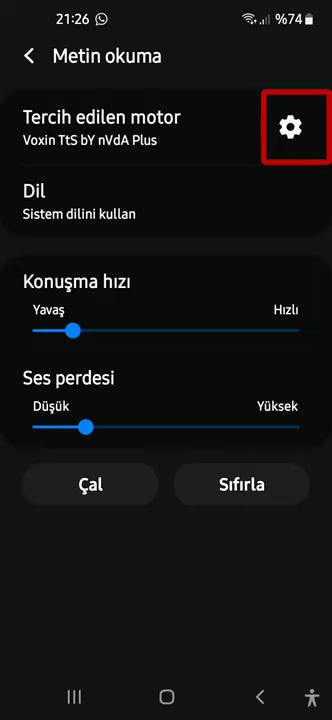 21:26
%74
Metin okuma
Tercih edilen motor
Voxin TtS bY nVdA Plus
Dil
Sistem dilini kullan
Konuşma hızı
Yavaş Hızlı
Ses perdesi
Düşük Yüksek
Çal Sıfırla